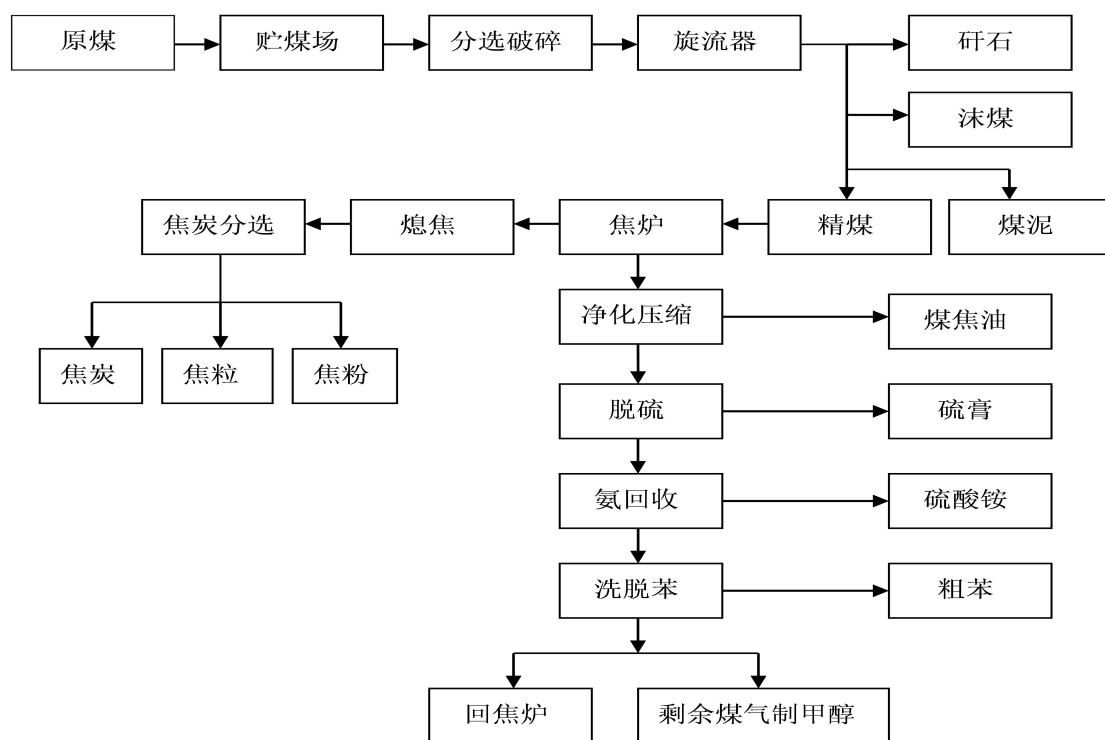 原煤
贮煤场
分选破碎
旋流器
矸石
沫煤
焦炭分选
熄焦
焦炉
精煤
煤泥
净化压缩
煤焦油
焦炭
焦粒
焦粉
脱硫
硫膏
氨回收
硫酸铵
洗脱苯
粗苯
回焦炉
剩余煤气制甲醇